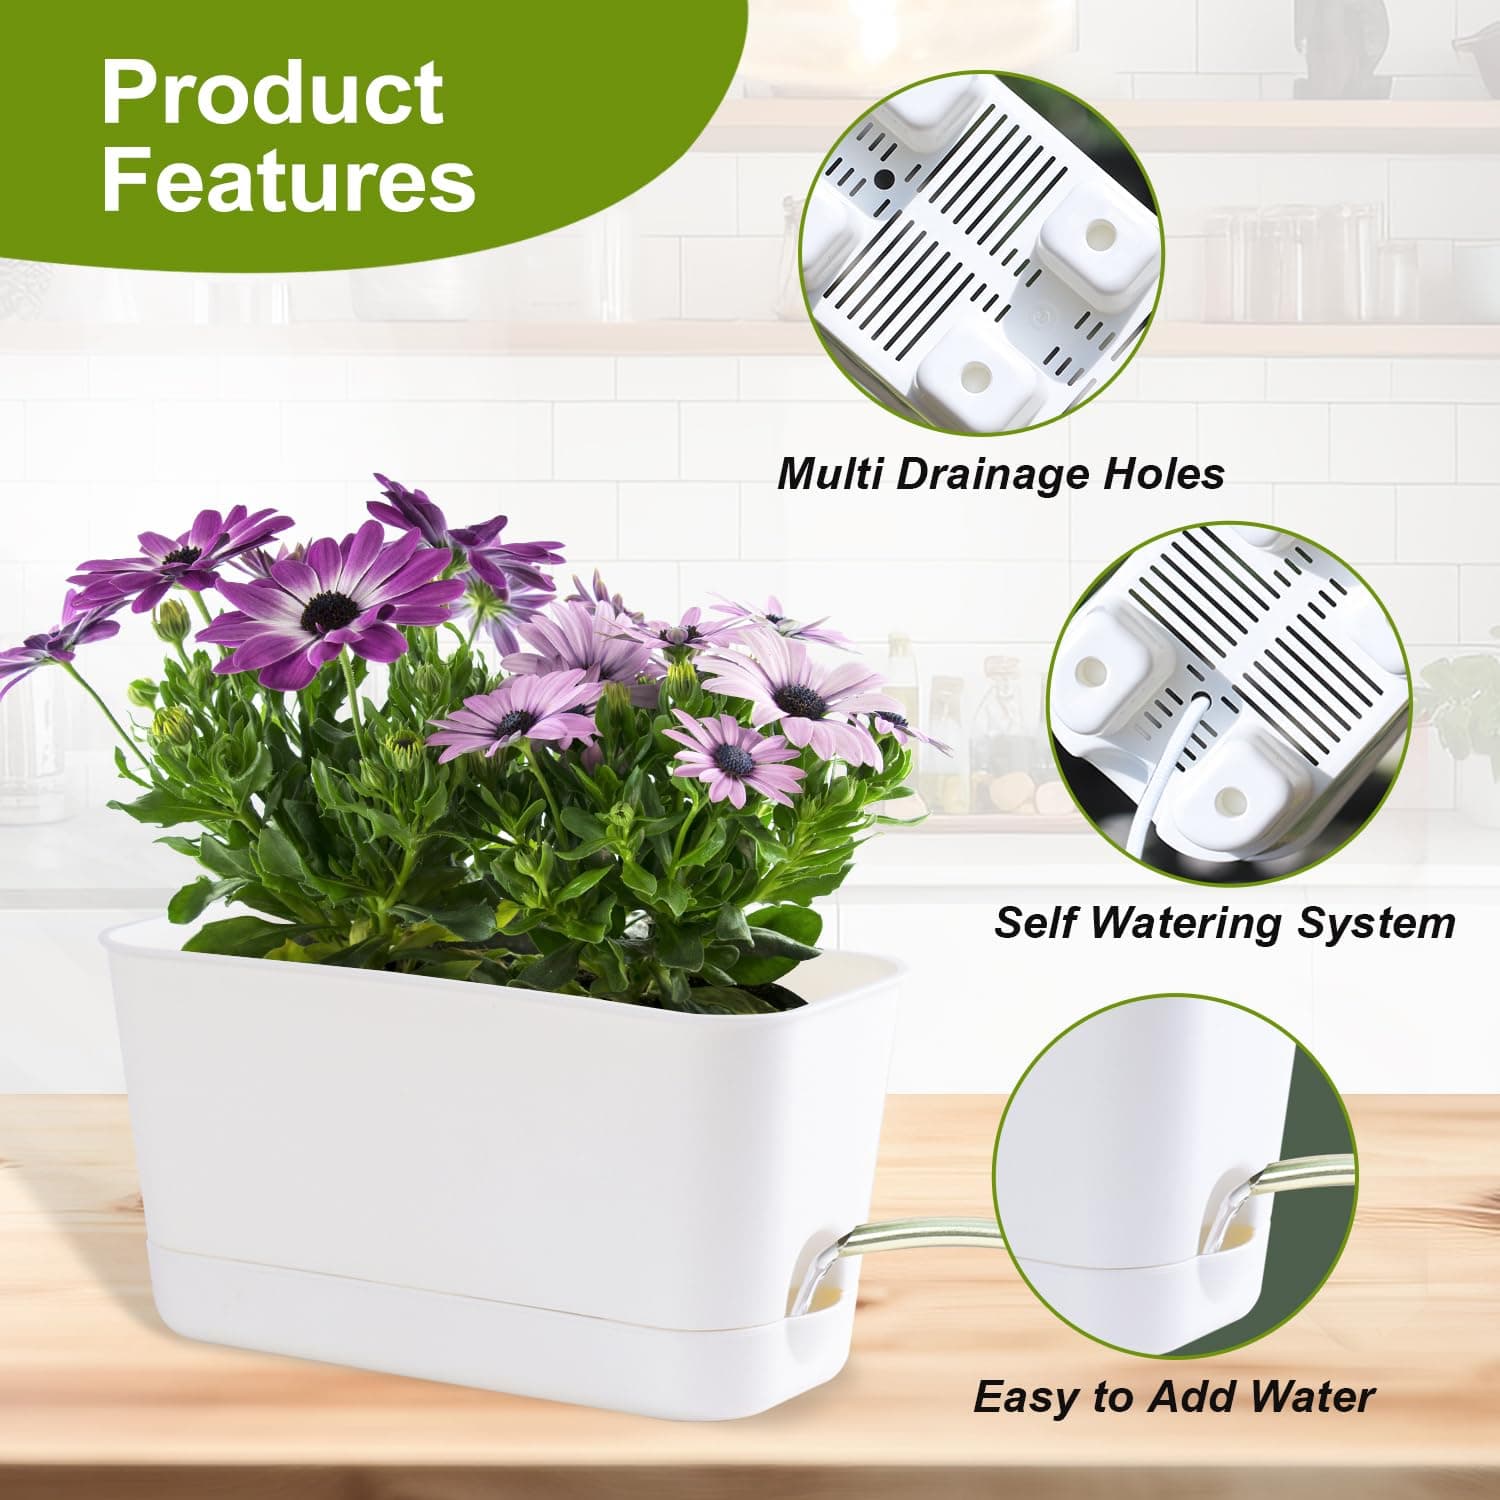 Product
Features
Multi Drainage Holes
Self Watering System
Easy to Add Water